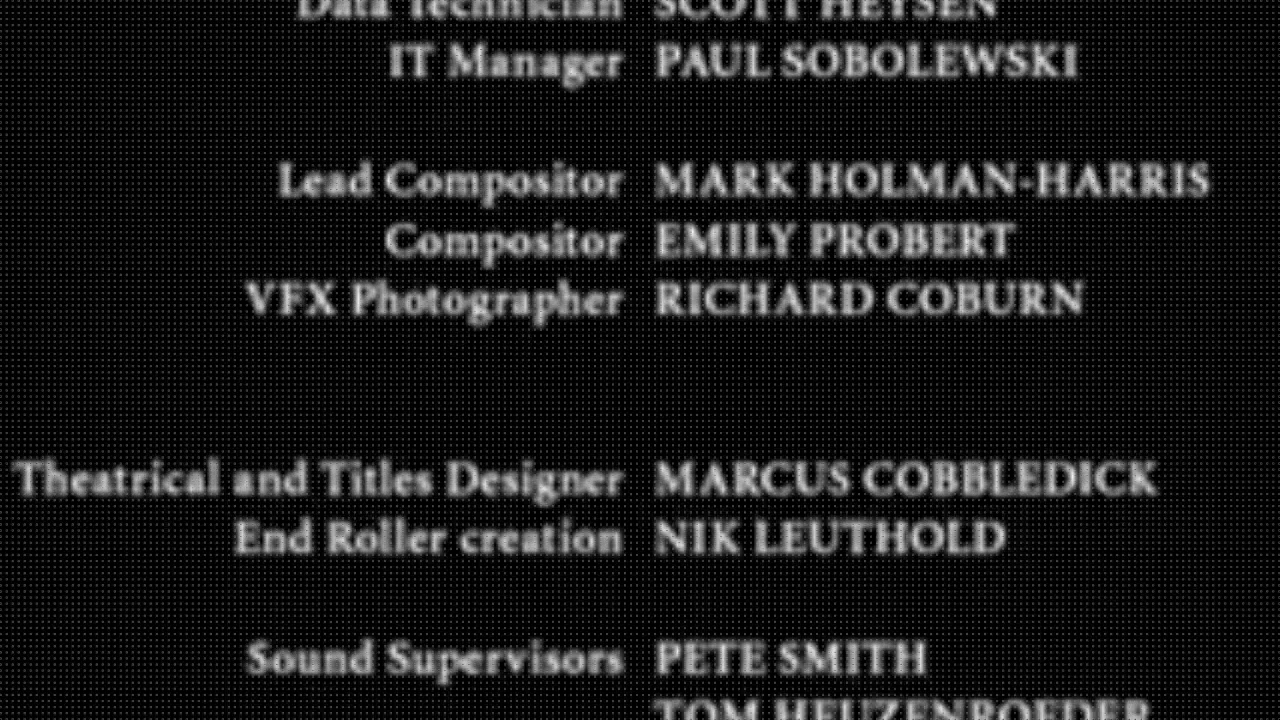 Data Technician SCOTT HEYSEN
IT Manager PAUL SOBOLEWSKI
Lead Compositor MARK HOLMAN-HARRIS
Compositor EMILY PROBERT
VFX Photographer RICHARD COBURN
Theatrical and Titles Designer MARCUS COBBLEDICK
End Roller creation NIK LEUTHOLD
Sound Supervisors PETE SMITH
TOM HEUZENROEDER